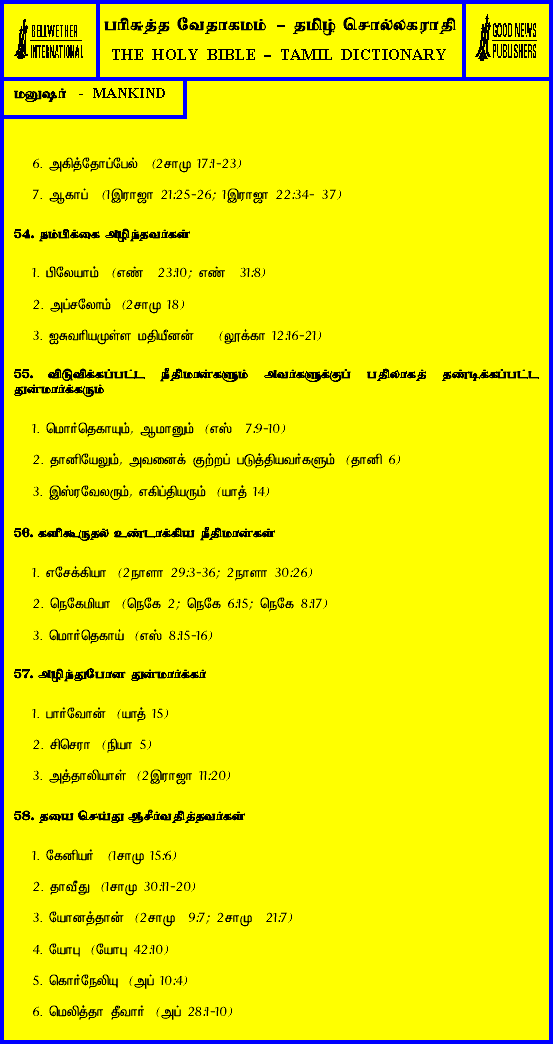 BELLWETHER
INTERNATIONAL
பரிசுத்த வேதாகமம் – தமிழ் சொல்லகராதி
THE HOLY BIBLE – TAMIL DICTIONARY
GOOD NEWS
PUBLISHERS
மனுஷர் - MANKIND
6. அகித்தோப்பேல் (2சாமு 17:1-23)
7. ஆகாப் (1இராஜா 21:25-26; 1இராஜா 22:34- 37)
54. நம்பிக்கை அழிந்தவர்கள்
1. பிலேயாம் (எண் 23:10; எண் 31:8)
2. அப்சலோம் (2சாமு 18)
3. ஐசுவரியமுள்ள மதியீனன் (லூக்கா 12:16-21)
55. விடுவிக்கப்பட்ட நீதிமான்களும் அவர்களுக்குப் பதிலாகத் தண்டிக்கப்பட்ட
துன்மார்க்கரும்
1. மொர்தெகாயும், ஆமானும் (எஸ் 7:9-10)
2. தானியேலும், அவனைக் குற்றப் படுத்தியவர்களும் (தானி 6)
3. இஸ்ரவேலரும், எகிப்தியரும் (யாத் 14)
56. களிகூருதல் உண்டாக்கிய நீதிமான்கள்
1. எசேக்கியா (2நாளா 29:3-36; 2நாளா 30:26)
2. நெகேமியா (நெகே 2; நெகே 6:15; நெகே 8:17)
3. மொர்தெகாய் (எஸ் 8:15-16)
57. அழிந்துபோன துன்மார்க்கர்
1. பார்வோன் (யாத் 15)
2. சிசெரா (நியா 5)
3. அத்தாலியாள் (2இராஜா 11:20)
58. தயை செய்து ஆசீர்வதித்தவர்கள்
1. கேனியர் (1சாமு 15:6)
2. தாவீது (1சாமு 30:11-20)
3. யோனத்தான் (2சாமு 9:7; 2சாமு 21:7)
4. யோபு (யோபு 42:10)
5. கொர்நேலியு (அப் 10:4)
6. மெலித்தா தீவார் (அப் 28:1-10)